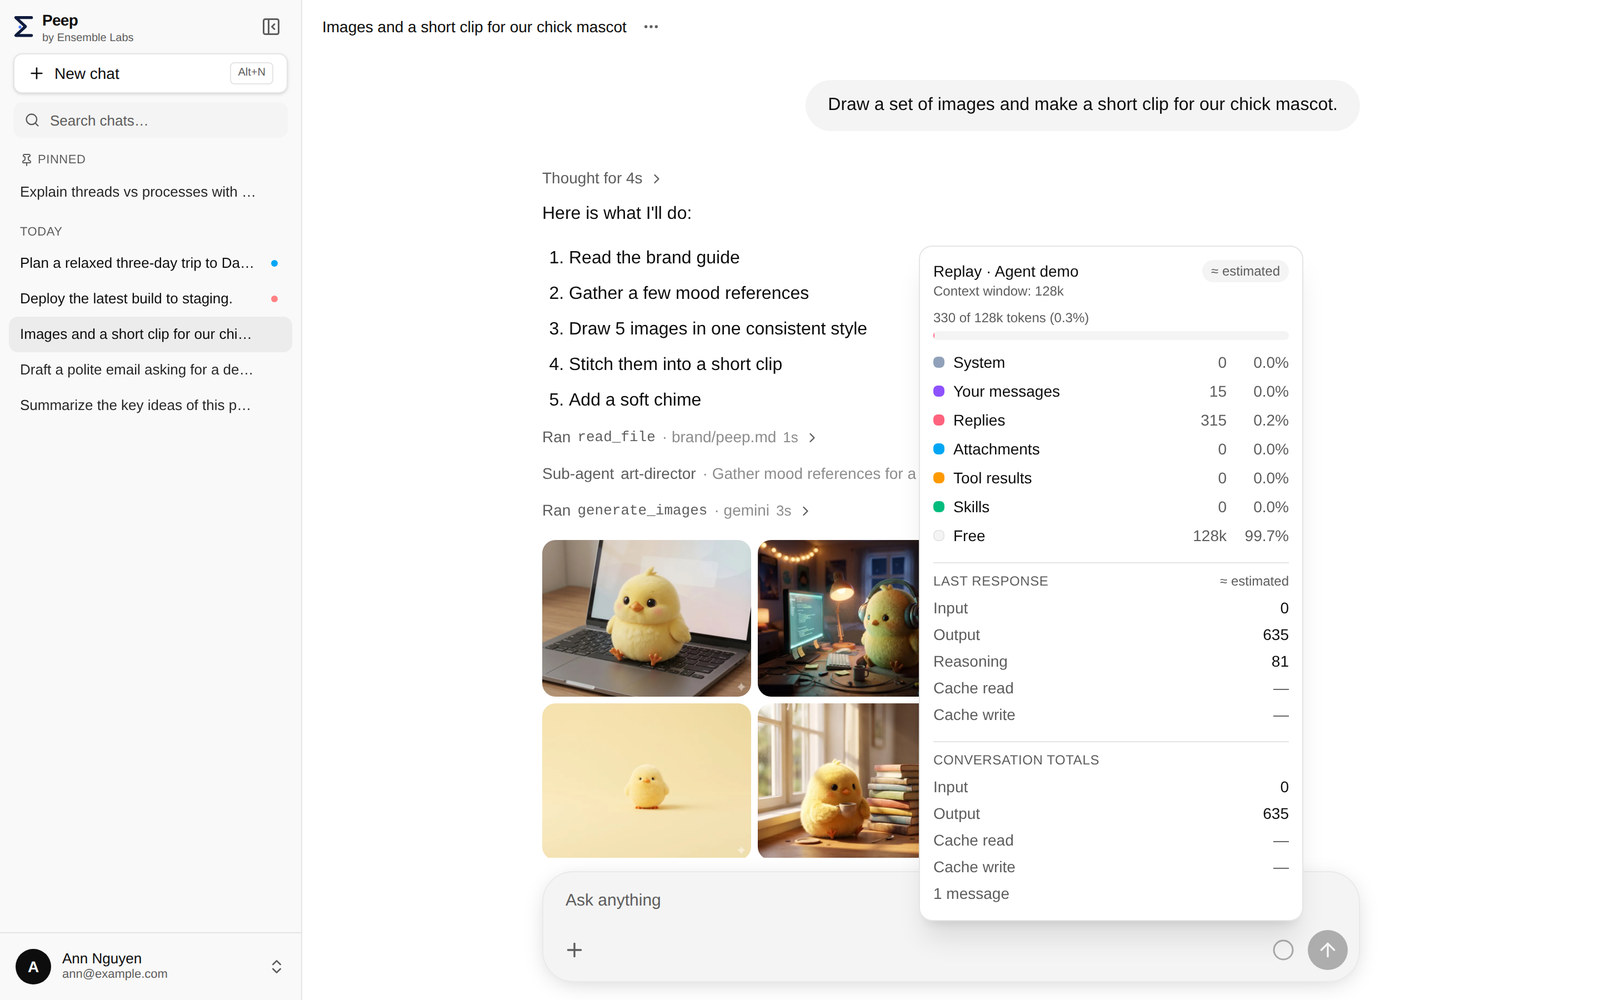 Peep
by Ensemble Labs
New chat
Alt+N
Search chats…
PINNED
Explain threads vs processes with …
TODAY
Plan a relaxed three-day trip to Da…
Deploy the latest build to staging.
Images and a short clip for our chi…
Draft a polite email asking for a de…
Summarize the key ideas of this p…
Ann Nguyen
ann@example.com
A
Images and a short clip for our chick mascot
Draw a set of images and make a short clip for our chick mascot.
Thought for 4s
Here is what I'll do:
1. Read the brand guide
2. Gather a few mood references
3. Draw 5 images in one consistent style
4. Stitch them into a short clip
5. Add a soft chime
Ran read_file · brand/peep.md 1s
Sub-agent art-director · Gather mood references for a
Ran generate_images · gemini 3s
Replay · Agent demo ≈ estimated
Context window: 128k
330 of 128k tokens (0.3%)
System 0 0.0%
Your messages 15 0.0%
Replies 315 0.2%
Attachments 0 0.0%
Tool results 0 0.0%
Skills 0 0.0%
Free 128k 99.7%
LAST RESPONSE ≈ estimated
Input 0
Output 635
Reasoning 81
Cache read —
Cache write —
CONVERSATION TOTALS
Input 0
Output 635
Cache read —
Cache write —
1 message
Ask anything